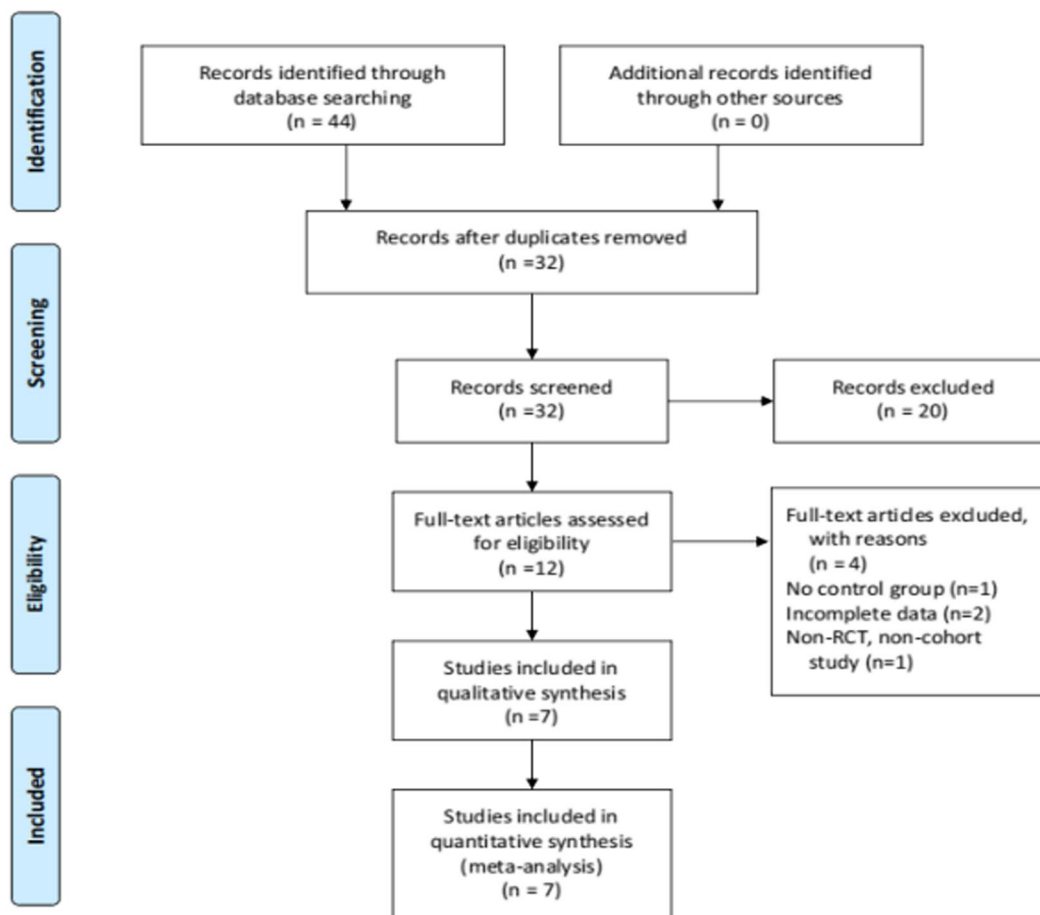 Identification
Records identified through
database searching
(n = 44)
Additional records identified
through other sources
(n = 0)
Records after duplicates removed
(n =32)
Screening
Records screened
(n =32)
Records excluded
(n = 20)
Eligibility
Full-text articles assessed
for eligibility
(n =12)
Full-text articles excluded,
with reasons
(n = 4)
No control group (n=1)
Incomplete data (n=2)
Non-RCT, non-cohort
study (n=1)
Studies included in
qualitative synthesis
(n =7)
Included
Studies included in
quantitative synthesis
(meta-analysis)
(n = 7)